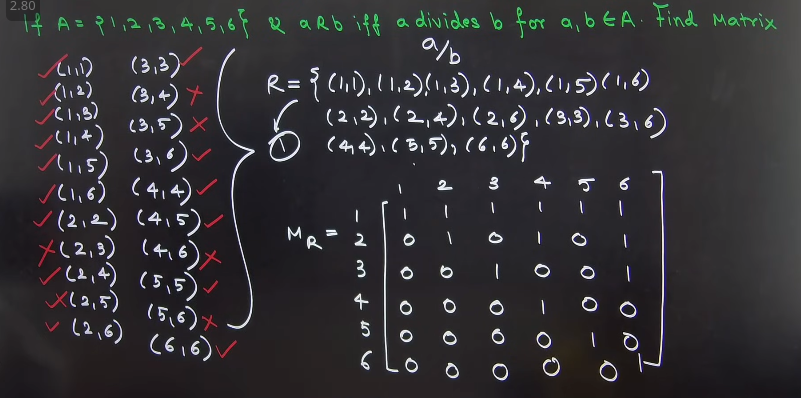 2.80
If A = {1,2,3,4,5,6} & aRb iff a divides b for a,b ∈ A. Find Matrix
a/b
(1,1) (3,3)
(1,2) (3,4)
(1,3) (3,5)
(1,4) (3,6)
(1,5) (4,4)
(1,6) (4,5)
(2,2) (4,6)
(2,3) (5,5)
(2,4) (5,6)
(2,5) (6,6)
(2,6)
R = {(1,1), (1,2)(1,3), (1,4), (1,5)(1,6)
(2,2), (2,4), (2,6), (3,3), (3,6)
(4,4), (5,5), (6,6)}
1
1 2 3 4 5 6
1 1 1 1 1 1 1
M_R = 2 0 1 0 1 0 1
3 0 0 1 0 0 1
4 0 0 0 1 0 0
5 0 0 0 0 1 0
6 0 0 0 0 0 1